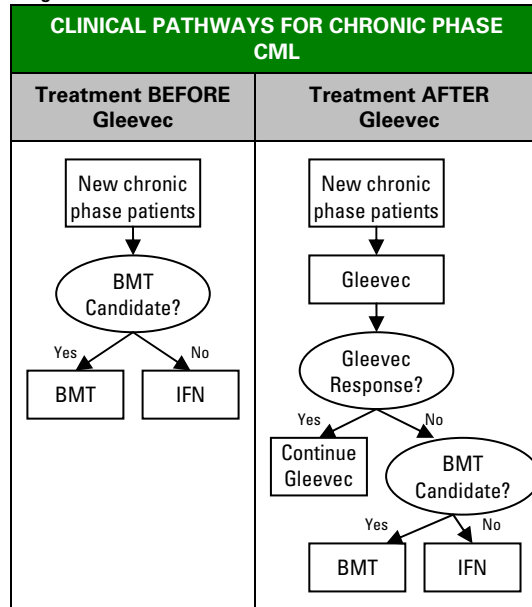 CLINICAL PATHWAYS FOR CHRONIC PHASE
CML
Treatment BEFORE
Gleevec
Treatment AFTER
Gleevec
New chronic
phase patients
BMT
Candidate?
Yes
No
BMT
IFN
New chronic
phase patients
Gleevec
Gleevec
Response?
Yes
No
Continue
Gleevec
BMT
Candidate?
Yes
No
BMT
IFN